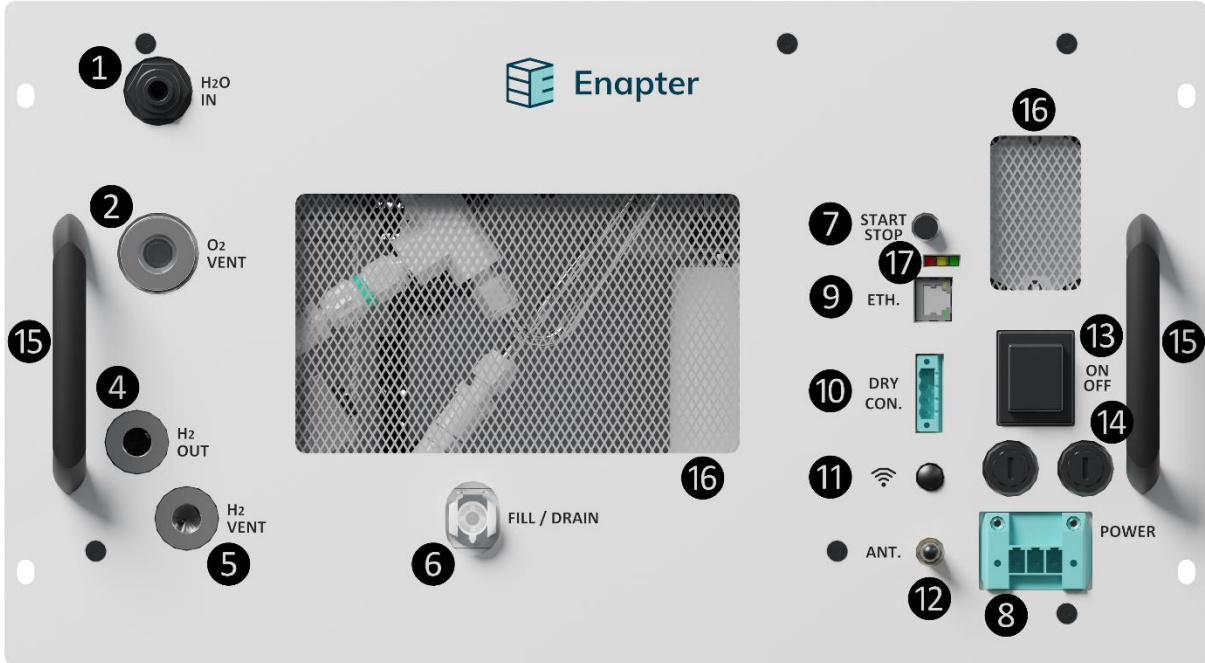 1
H2O
IN
Enapter
16
2
O2
VENT
7
START
STOP
17
9
ETH.
15
13
15
ON
OFF
4
H2
OUT
10
DRY
CON.
14
16
11
H2
VENT
5
FILL / DRAIN
6
ANT.
POWER
12
8